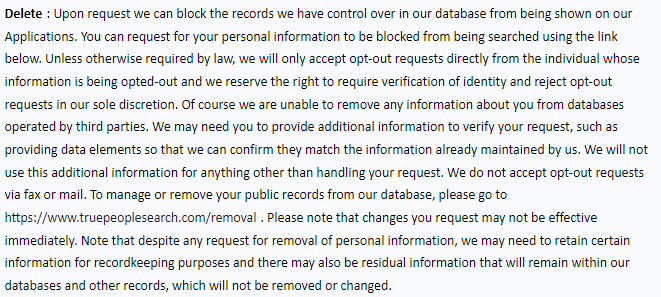 Delete : Upon request we can block the records we have control over in our database from being shown on our
Applications. You can request for your personal information to be blocked from being searched using the link
below. Unless otherwise required by law, we will only accept opt-out requests directly from the individual whose
information is being opted-out and we reserve the right to require verification of identity and reject opt-out
requests in our sole discretion. Of course we are unable to remove any information about you from databases
operated by third parties. We may need you to provide additional information to verify your request, such as
providing data elements so that we can confirm they match the information already maintained by us. We will not
use this additional information for anything other than handling your request. We do not accept opt-out requests
via fax or mail. To manage or remove your public records from our database, please go to
https://www.truepeoplesearch.com/removal . Please note that changes you request may not be effective
immediately. Note that despite any request for removal of personal information, we may need to retain certain
information for recordkeeping purposes and there may also be residual information that will remain within our
databases and other records, which will not be removed or changed.